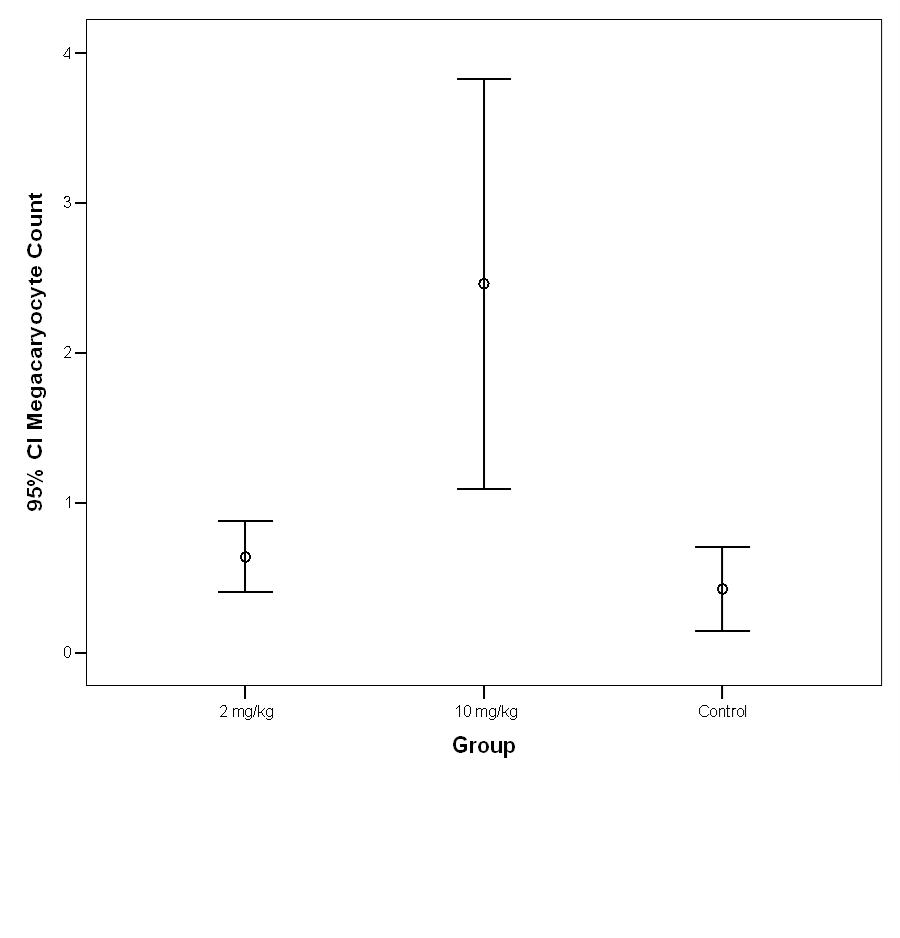 95% CI Megacaryocyte Count
4
3
2
1
0
2 mg/kg
10 mg/kg
Control
Group